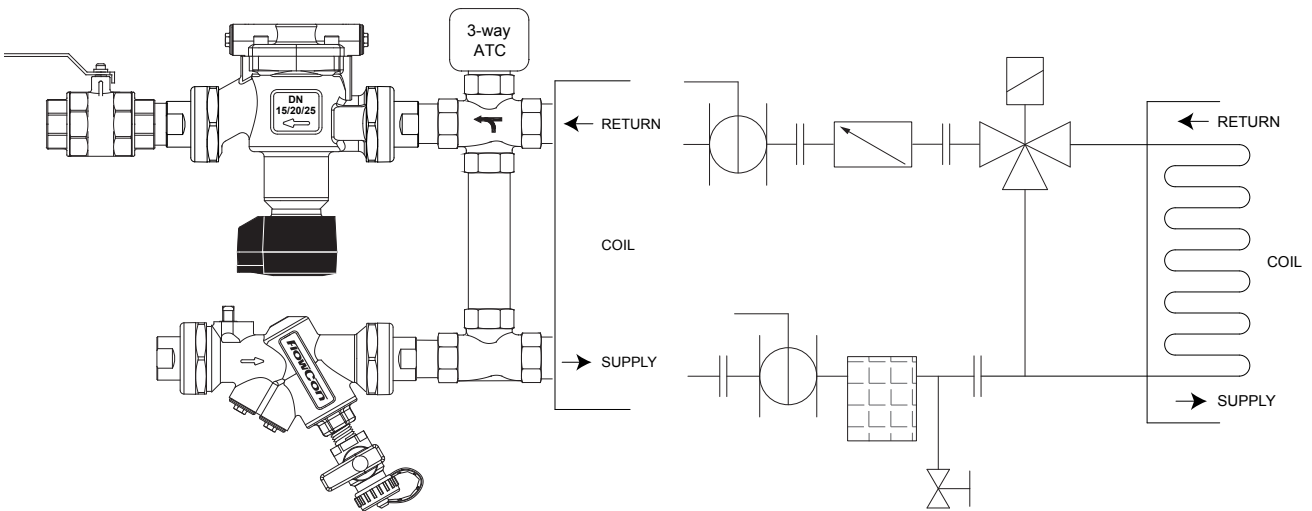 3-way
ATC
DN
15/20/25
RETURN
COIL
FlowCon
SUPPLY
RETURN
COIL
SUPPLY